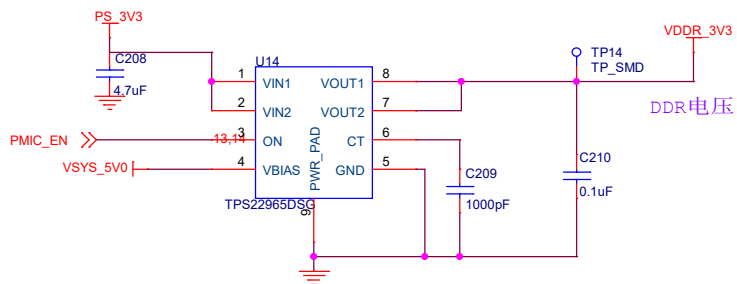 PS_3V3
VDDR_3V3
C208
4.7uF
U14
TP14
TP_SMD
1
VIN1
VOUT1
8
2
VIN2
VOUT2
7
DDR电压
PMIC_EN
13,14
3
ON
CT
6
VSYS_5V0
4
VBIAS
GND
5
PWR_PAD
C209
1000pF
C210
0.1uF
TPS22965DSG
9